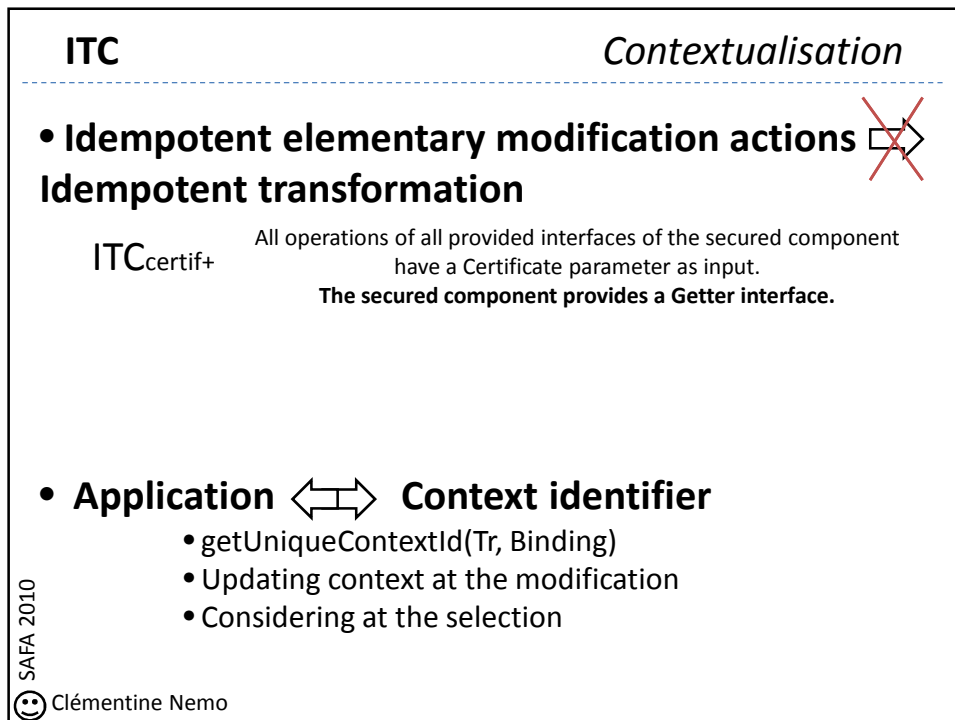 ITC Contextualisation
• Idempotent elementary modification actions
Idempotent transformation
ITCcertif+
All operations of all provided interfaces of the secured component
have a Certificate parameter as input.
The secured component provides a Getter interface.
• Application Context identifier
• getUniqueContextId(Tr, Binding)
• Updating context at the modification
• Considering at the selection
SAFA 2010
Clémentine Nemo